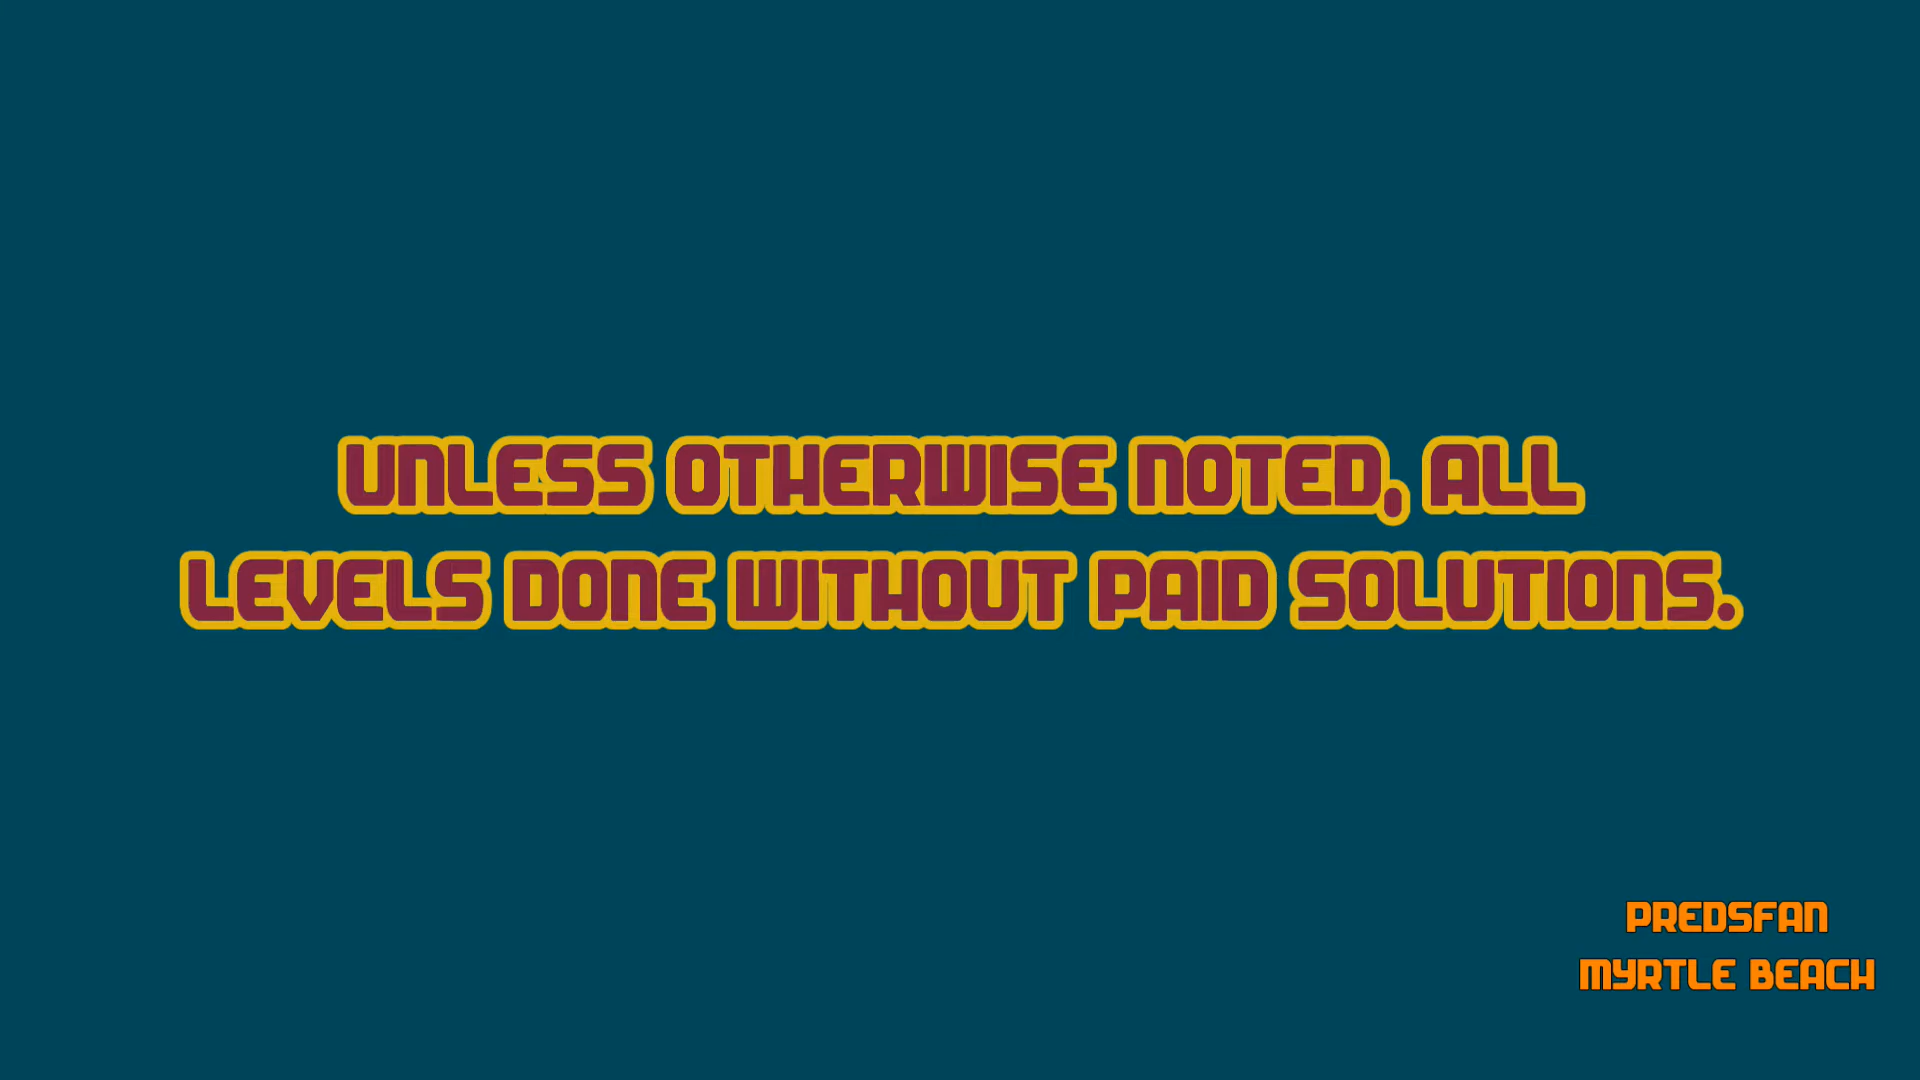 UNLESS OTHERWISE NOTED, ALL
LEVELS DONE WITHOUT PAID SOLUTIONS.
PREDSFAN
MYRTLE BEACH